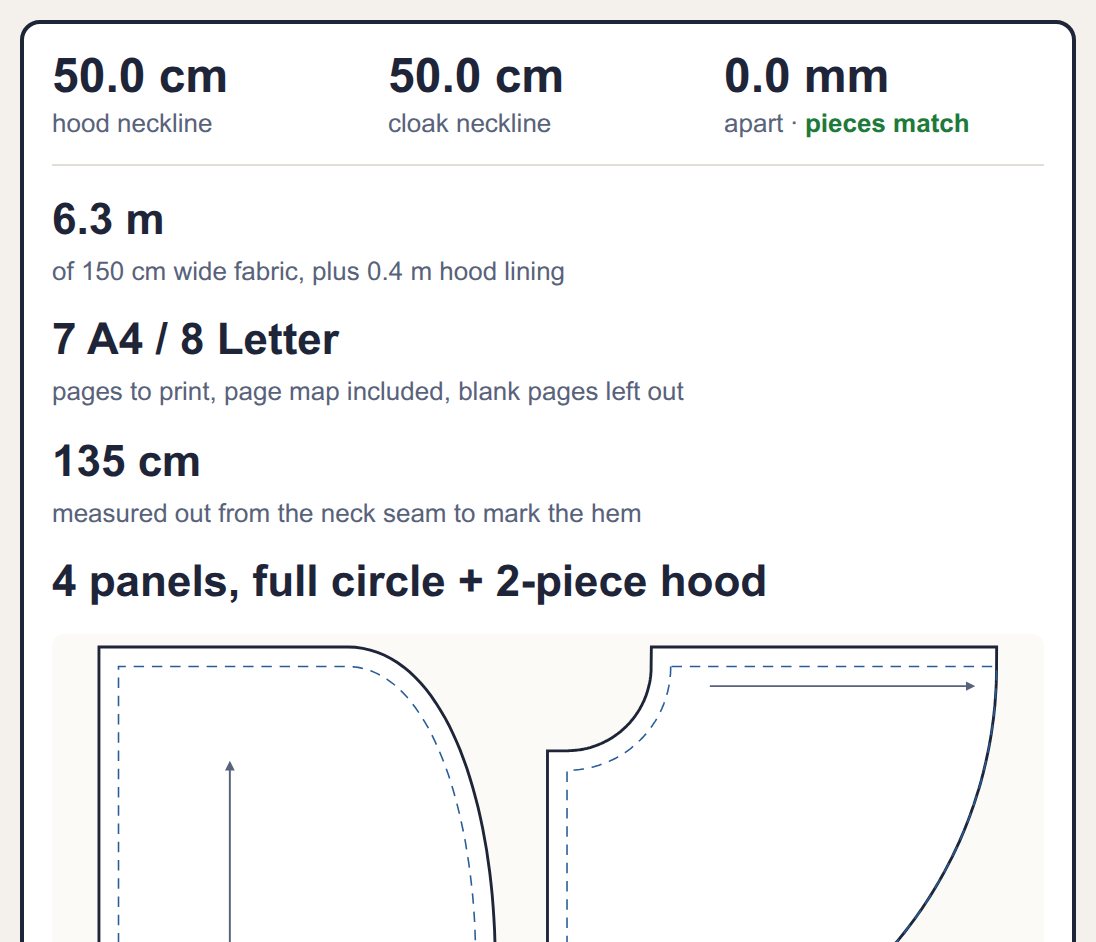 50.0 cm
hood neckline
50.0 cm
cloak neckline
0.0 mm
apart · pieces match
6.3 m
of 150 cm wide fabric, plus 0.4 m hood lining
7 A4 / 8 Letter
pages to print, page map included, blank pages left out
135 cm
measured out from the neck seam to mark the hem
4 panels, full circle + 2-piece hood